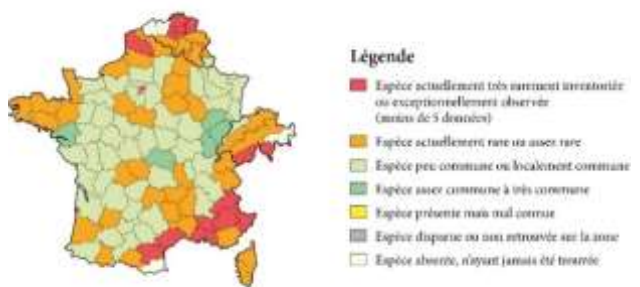 Légende
Espèce actuellement très rarement inventoriée
ou exceptionnellement observée
(moins de 5 données)
Espèce actuellement rare ou assez rare
Espèce peu commune ou localement commune
Espèce assez commune à très commune
Espèce présente mais mal connue
Espèce disparue ou non retrouvée sur la zone
Espèce absente, n'ayant jamais été trouvée